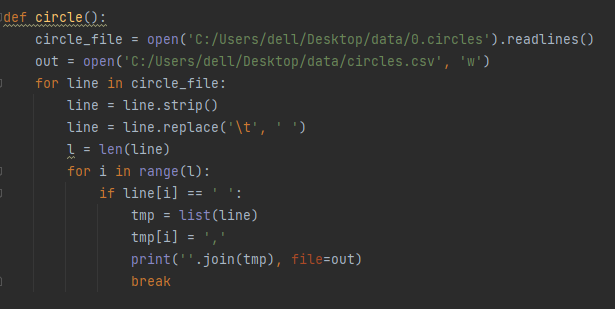 def circle():
    circle_file = open('C:/Users/dell/Desktop/data/0.circles').readlines()
    out = open('C:/Users/dell/Desktop/data/circles.csv', 'w')
    for line in circle_file:
        line = line.strip()
        line = line.replace('\t', ' ')
        l = len(line)
        for i in range(l):
            if line[i] == ' ':
                tmp = list(line)
                tmp[i] = ','
                print(''.join(tmp), file=out)
                break